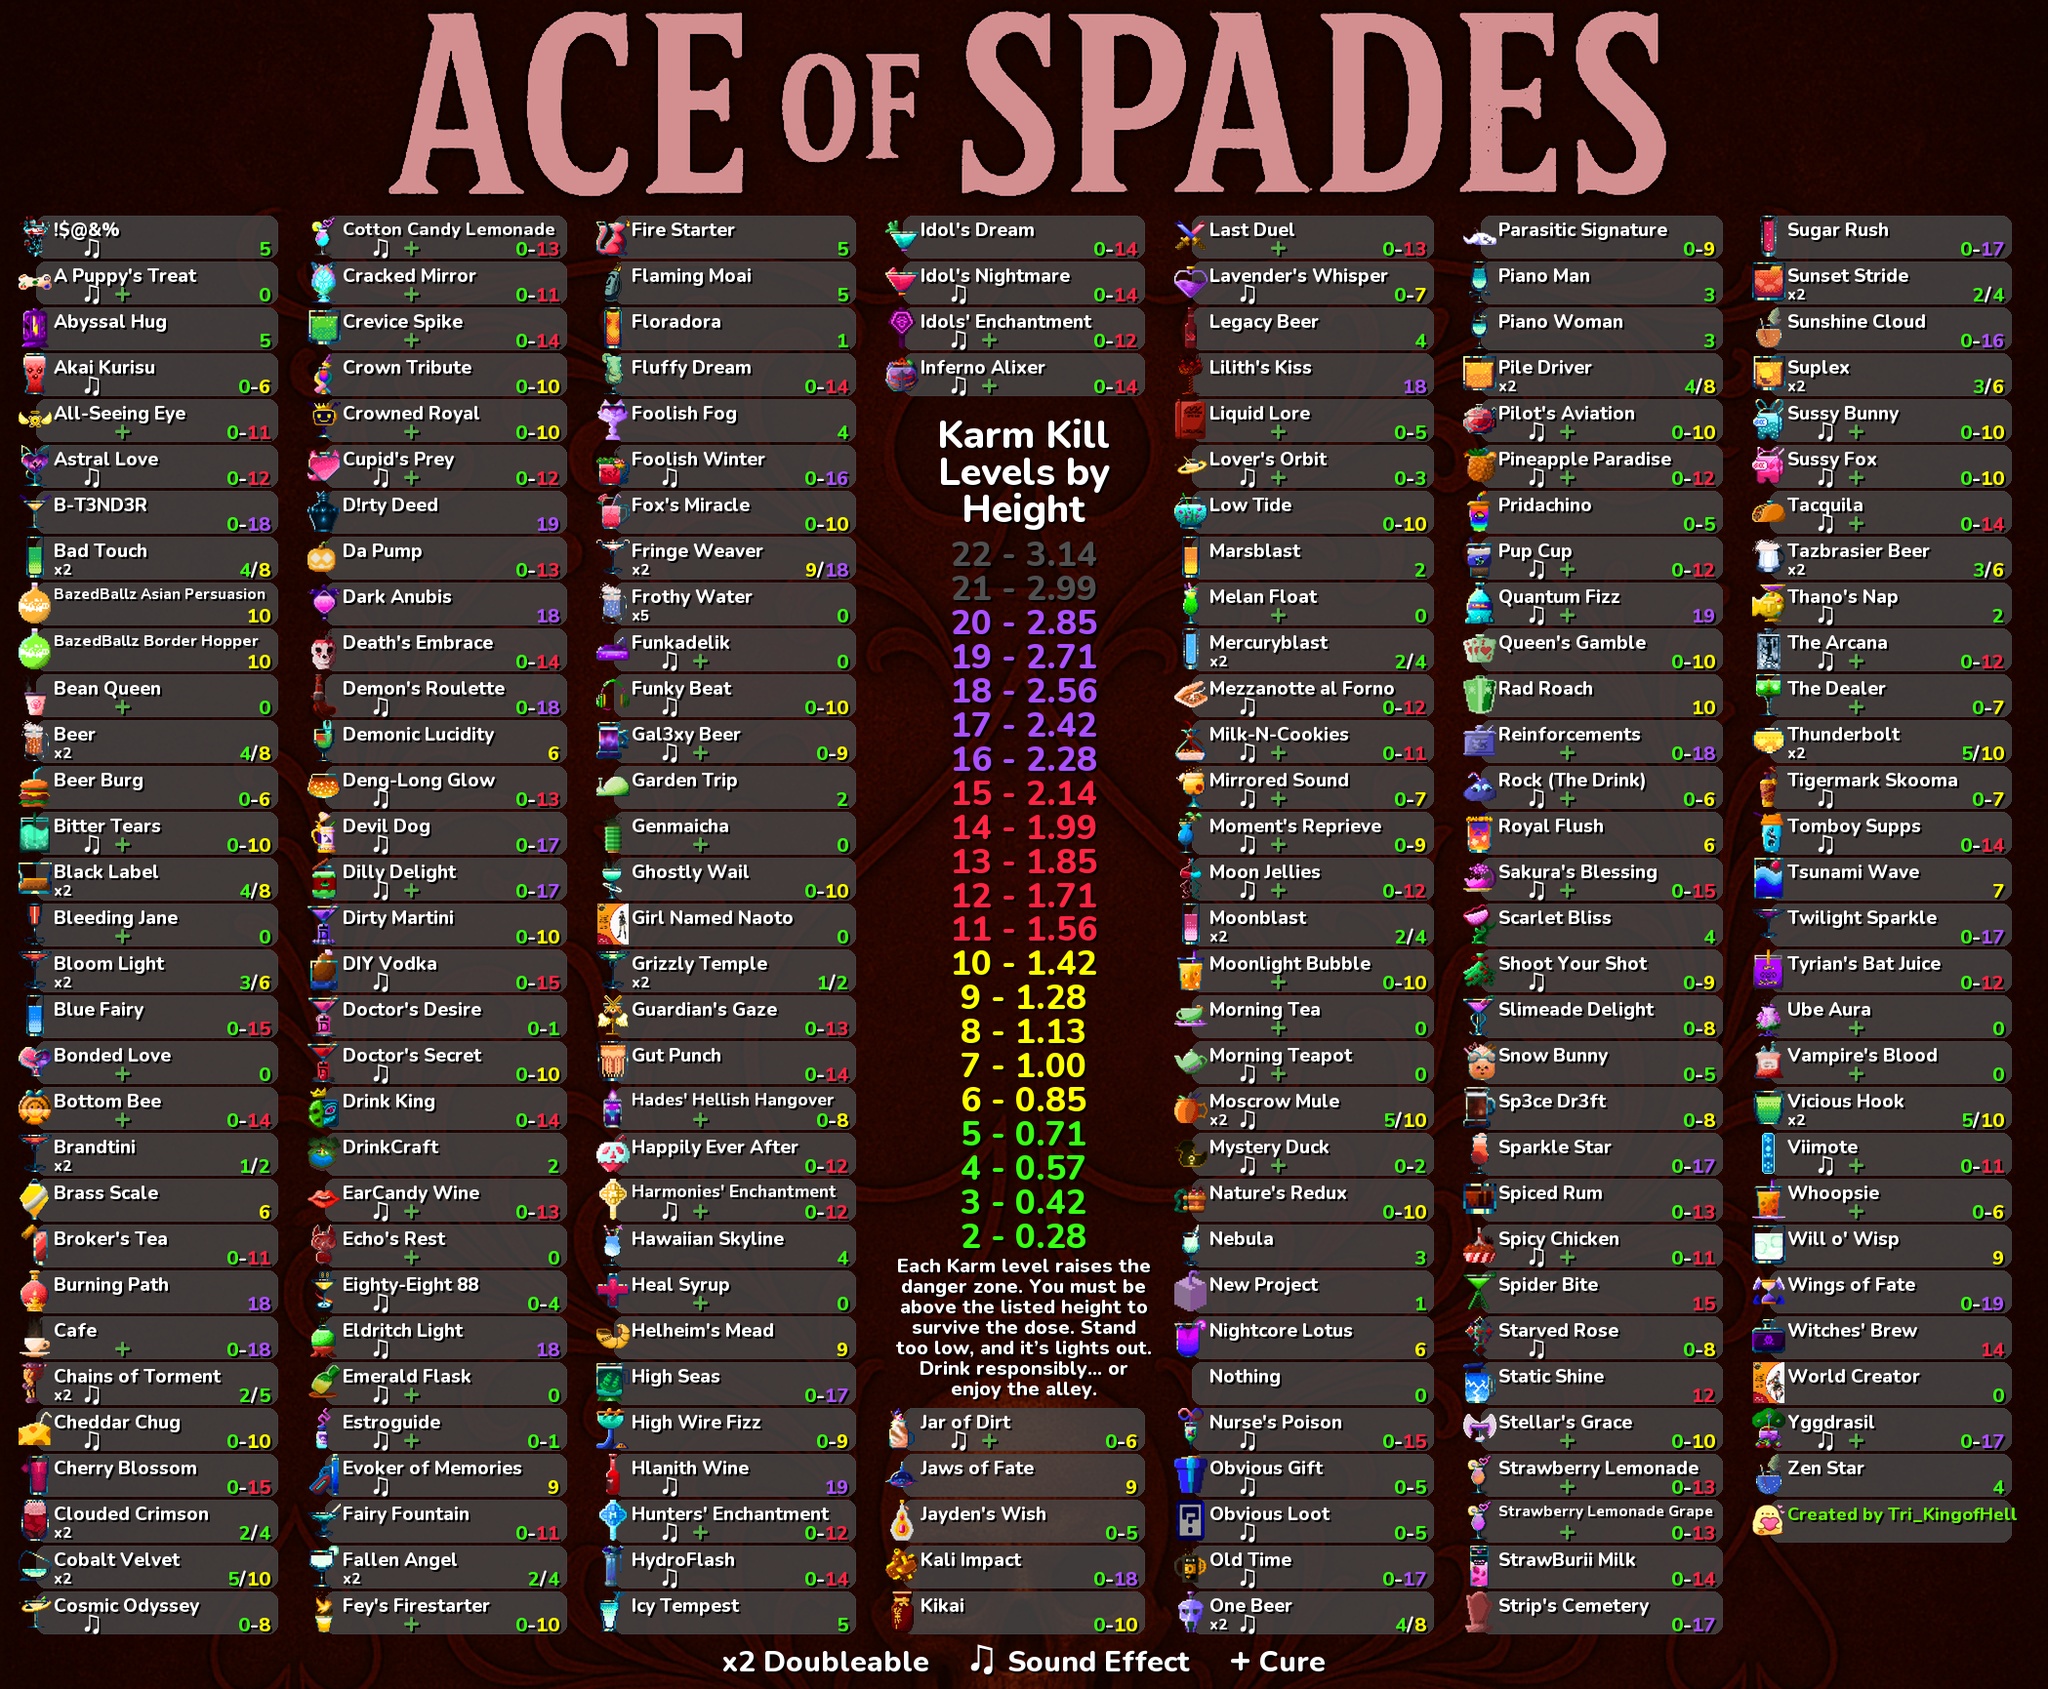 ACE OF SPADES
!$@&%
♫ 5
A Puppy's Treat
♫ + 0
Abyssal Hug
5
Akai Kurisu
♫ 0-6
All-Seeing Eye
+ 0-11
Astral Love
♫ 0-12
B-T3ND3R
0-18
Bad Touch
x2 4/8
BazedBallz Asian Persuasion
10
BazedBallz Border Hopper
10
Bean Queen
+ 0
Beer
x2 4/8
Beer Burg
0-6
Bitter Tears
♫ + 0-10
Black Label
x2 4/8
Bleeding Jane
+ 0
Bloom Light
x2 3/6
Blue Fairy
0-15
Bonded Love
+ 0
Bottom Bee
+ 0-14
Brandtini
x2 1/2
Brass Scale
6
Broker's Tea
0-11
Burning Path
18
Cafe
+ 0-18
Chains of Torment
x2 ♫ 2/5
Cheddar Chug
♫ 0-10
Cherry Blossom
0-15
Clouded Crimson
x2 2/4
Cobalt Velvet
x2 5/10
Cosmic Odyssey
♫ 0-8
Cotton Candy Lemonade
♫ + 0-13
Cracked Mirror
+ 0-11
Crevice Spike
+ 0-14
Crown Tribute
0-10
Crowned Royal
+ 0-10
Cupid's Prey
♫ + 0-12
D!rty Deed
19
Da Pump
0-13
Dark Anubis
18
Death's Embrace
0-14
Demon's Roulette
♫ 0-18
Demonic Lucidity
6
Deng-Long Glow
♫ 0-13
Devil Dog
♫ 0-17
Dilly Delight
♫ + 0-17
Dirty Martini
0-10
DIY Vodka
♫ 0-15
Doctor's Desire
0-1
Doctor's Secret
♫ 0-10
Drink King
0-14
DrinkCraft
2
EarCandy Wine
♫ + 0-13
Echo's Rest
+ 0
Eighty-Eight 88
♫ 0-4
Eldritch Light
♫ 18
Emerald Flask
♫ + 0
Estroguide
♫ + 0-1
Evoker of Memories
♫ 9
Fairy Fountain
0-11
Fallen Angel
x2 2/4
Fey's Firestarter
+ 0-10
Fire Starter
5
Flaming Moai
5
Floradora
1
Fluffy Dream
0-14
Foolish Fog
4
Foolish Winter
♫ 0-16
Fox's Miracle
0-10
Fringe Weaver
x2 9/18
Frothy Water
x5 0
Funkadelik
♫ + 0
Funky Beat
♫ 0-10
Gal3xy Beer
♫ + 0-9
Garden Trip
2
Genmaicha
+ 0
Ghostly Wail
0-10
Girl Named Naoto
0
Grizzly Temple
x2 1/2
Guardian's Gaze
0-13
Gut Punch
0-14
Hades' Hellish Hangover
+ 0-8
Happily Ever After
0-12
Harmonies' Enchantment
♫ + 0-12
Hawaiian Skyline
4
Heal Syrup
+ 0
Helheim's Mead
9
High Seas
0-17
High Wire Fizz
0-9
Hlanith Wine
19
Hunters' Enchantment
♫ + 0-12
HydroFlash
♫ 0-14
Icy Tempest
5
Idol's Dream
0-14
Idol's Nightmare
♫ 0-14
Idols' Enchantment
♫ + 0-12
Inferno Alixer
♫ + 0-14
Karm Kill
Levels by
Height
22 - 3.14
21 - 2.99
20 - 2.85
19 - 2.71
18 - 2.56
17 - 2.42
16 - 2.28
15 - 2.14
14 - 1.99
13 - 1.85
12 - 1.71
11 - 1.56
10 - 1.42
9 - 1.28
8 - 1.13
7 - 1.00
6 - 0.85
5 - 0.71
4 - 0.57
3 - 0.42
2 - 0.28
Each Karm level raises the
danger zone. You must be
above the listed height to
survive the dose. Stand
too low, and it's lights out.
Drink responsibly... or
enjoy the alley.
Jar of Dirt
♫ + 0-6
Jaws of Fate
9
Jayden's Wish
0-5
Kali Impact
0-18
Kikai
0-10
Last Duel
+ 0-13
Lavender's Whisper
♫ 0-7
Legacy Beer
4
Lilith's Kiss
18
Liquid Lore
+ 0-5
Lover's Orbit
♫ + 0-3
Low Tide
0-10
Marsblast
2
Melan Float
+ 0
Mercuryblast
x2 2/4
Mezzanotte al Forno
♫ 0-12
Milk-N-Cookies
♫ + 0-11
Mirrored Sound
♫ + 0-7
Moment's Reprieve
♫ + 0-9
Moon Jellies
♫ + 0-12
Moonblast
x2 2/4
Moonlight Bubble
0-10
Morning Tea
+ 0
Morning Teapot
♫ + 0
Moscrow Mule
x2 ♫ 5/10
Mystery Duck
♫ + 0-2
Nature's Redux
0-10
Nebula
3
New Project
1
Nightcore Lotus
6
Nothing
0
Nurse's Poison
♫ 0-15
Obvious Gift
♫ 0-5
Obvious Loot
♫ 0-5
Old Time
♫ 0-17
One Beer
x2 ♫ 4/8
Parasitic Signature
0-9
Piano Man
3
Piano Woman
3
Pile Driver
x2 4/8
Pilot's Aviation
♫ + 0-10
Pineapple Paradise
♫ + 0-12
Pridachino
0-5
Pup Cup
♫ + 0-12
Quantum Fizz
♫ + 19
Queen's Gamble
0-10
Rad Roach
10
Reinforcements
+ 0-18
Rock (The Drink)
♫ + 0-6
Royal Flush
6
Sakura's Blessing
♫ + 0-15
Scarlet Bliss
4
Shoot Your Shot
♫ 0-9
Slimeade Delight
0-8
Snow Bunny
0-5
Sp3ce Dr3ft
0-8
Sparkle Star
0-17
Spiced Rum
0-13
Spicy Chicken
♫ + 0-11
Spider Bite
15
Starved Rose
♫ 0-8
Static Shine
12
Stellar's Grace
+ 0-10
Strawberry Lemonade
+ 0-13
Strawberry Lemonade Grape
+ 0-13
StrawBurii Milk
0-14
Strip's Cemetery
0-17
Sugar Rush
0-17
Sunset Stride
x2 2/4
Sunshine Cloud
0-16
Suplex
x2 3/6
Sussy Bunny
♫ + 0-10
Sussy Fox
♫ + 0-10
Tacquila
♫ + 0-14
Tazbrasier Beer
x2 3/6
Thano's Nap
♫ 2
The Arcana
♫ + 0-12
The Dealer
+ 0-7
Thunderbolt
x2 5/10
Tigermark Skooma
♫ 0-7
Tomboy Supps
♫ 0-14
Tsunami Wave
7
Twilight Sparkle
0-17
Tyrian's Bat Juice
0-12
Ube Aura
+ 0
Vampire's Blood
+ 0
Vicious Hook
x2 5/10
Viimote
♫ + 0-11
Whoopsie
+ 0-6
Will o' Wisp
9
Wings of Fate
0-19
Witches' Brew
14
World Creator
0
Yggdrasil
♫ + 0-17
Zen Star
4
Created by Tri_KingofHell
x2 Doubleable ♫ Sound Effect + Cure